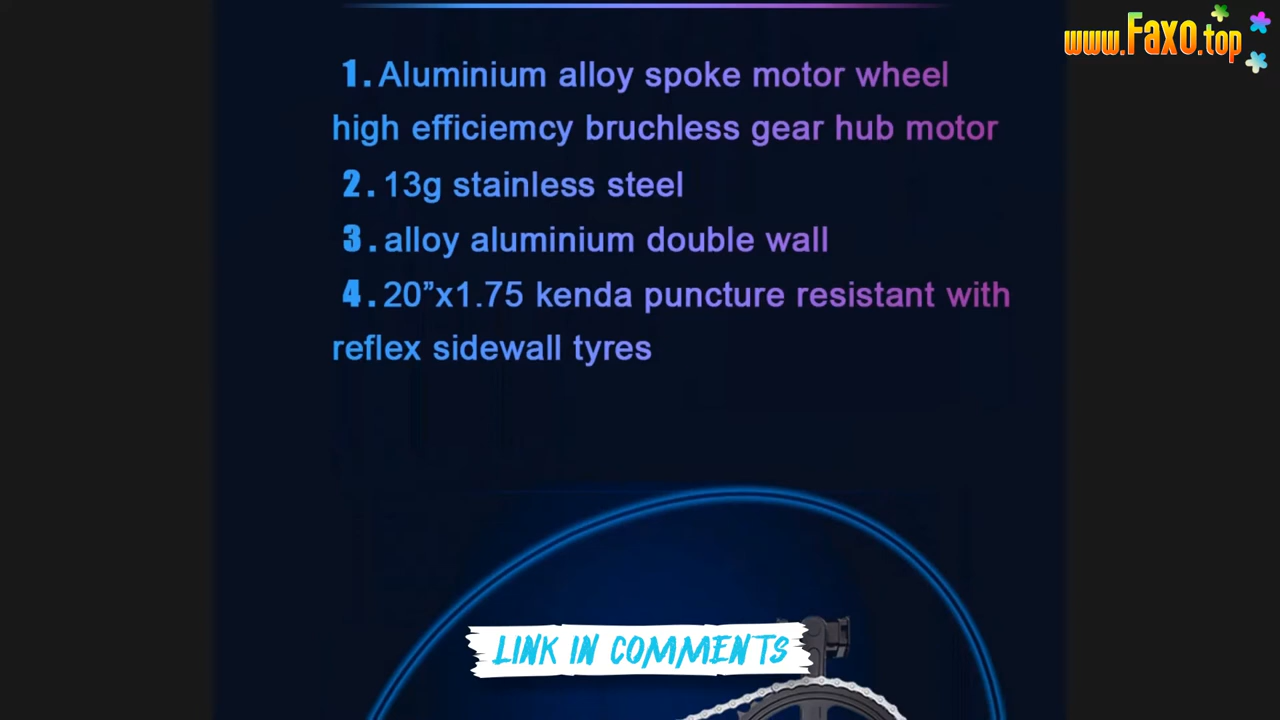 www.Faxo.top
1. Aluminium alloy spoke motor wheel
high efficiemcy bruchless gear hub motor
2. 13g stainless steel
3. alloy aluminium double wall
4. 20”x1.75 kenda puncture resistant with
reflex sidewall tyres
LINK IN COMMENTS